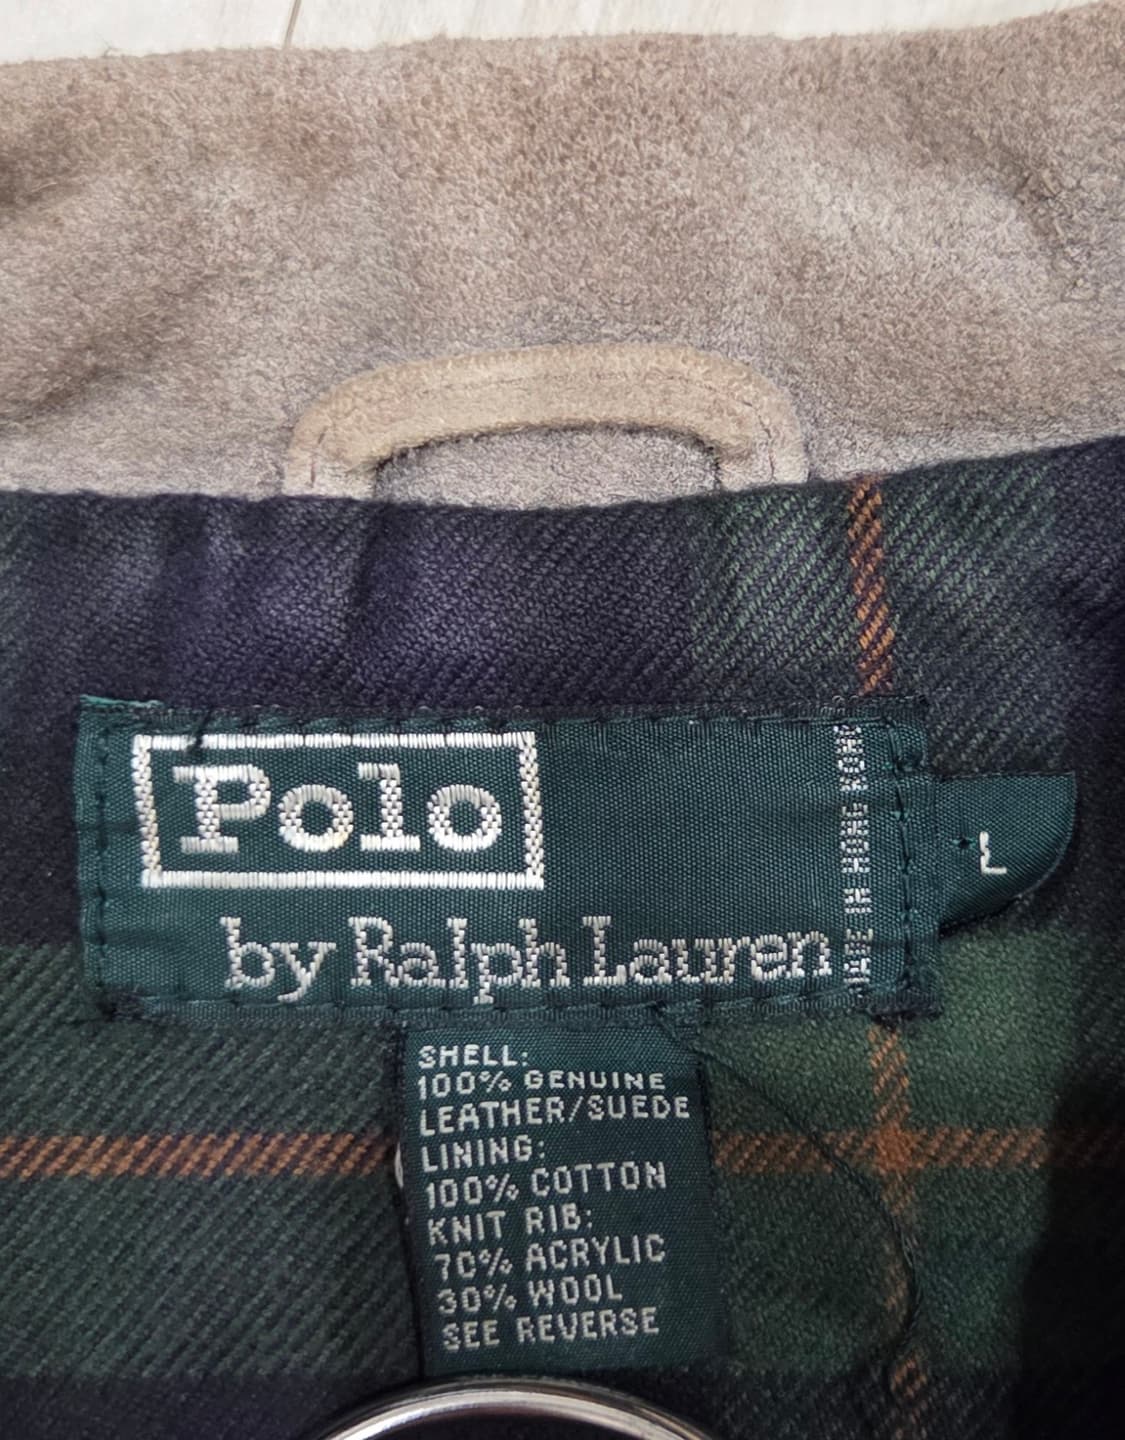 Polo
by Ralph Lauren
MADE IN HONG KONG
L
SHELL:
100% GENUINE
LEATHER/SUEDE
LINING:
100% COTTON
KNIT RIB:
70% ACRYLIC
30% WOOL
SEE REVERSE